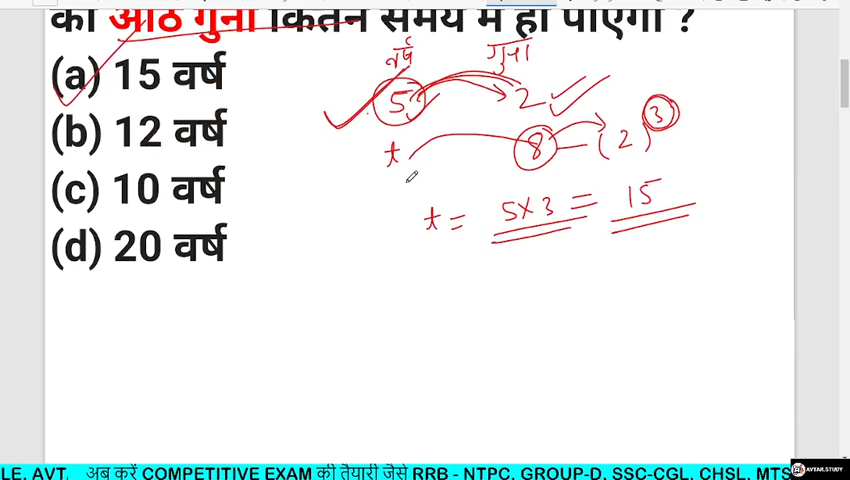 को आठ गुना कितने समय में हो पाएगी ?
(a) 15 वर्ष
(b) 12 वर्ष
(c) 10 वर्ष
(d) 20 वर्ष
वर्ष गुना
5 2
t 8 (2)3
t = 5×3 = 15
LE, AVT, अब करें COMPETITIVE EXAM की तैयारी जैसे RRB - NTPC, GROUP-D, SSC-CGL, CHSL, MTS
AVTAR.STUDY